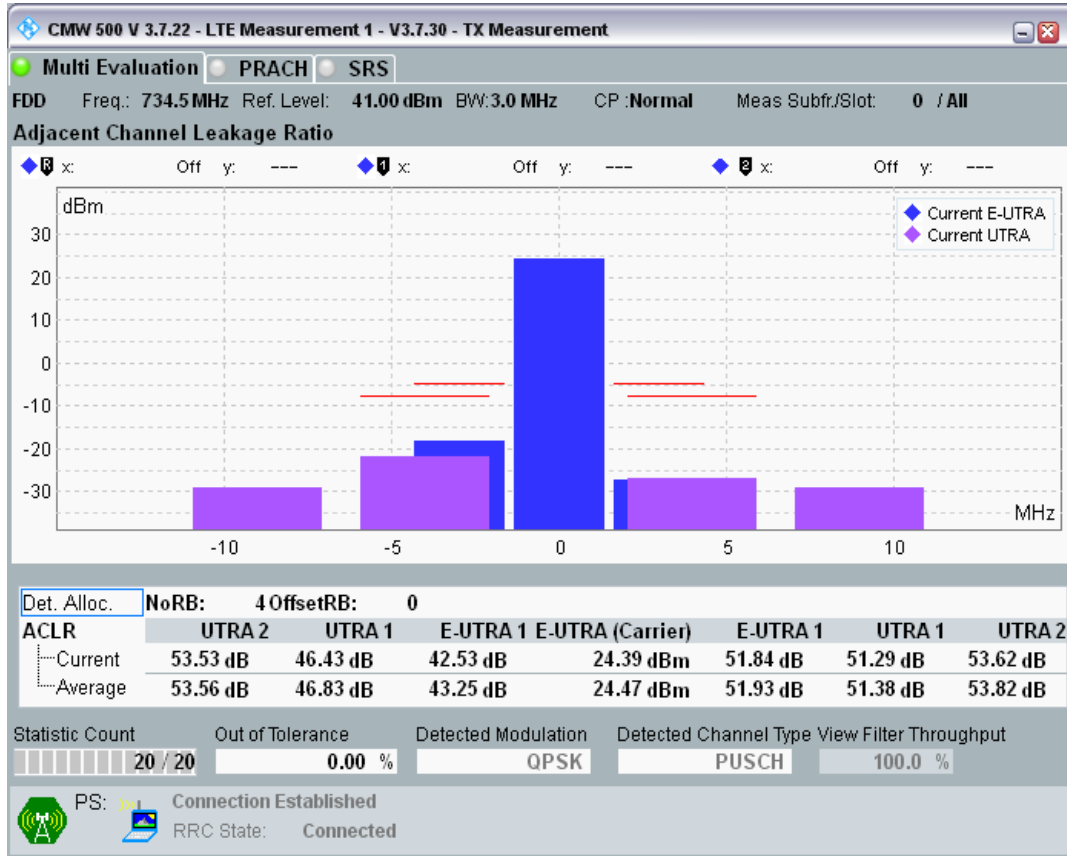 CMW 500 V 3.7.22 - LTE Measurement 1 - V3.7.30 - TX Measurement
Multi Evaluation PRACH SRS
FDD Freq.: 734.5 MHz Ref. Level: 41.00 dBm BW: 3.0 MHz CP : Normal Meas Subfr./Slot: 0 / All
Adjacent Channel Leakage Ratio
R x: Off y: --- 1 x: Off y: --- 2 x: Off y: ---
dBm
Current E-UTRA
Current UTRA
30
20
10
0
-10
-20
-30
MHz
-10 -5 0 5 10
Det. Alloc. NoRB: 4 OffsetRB: 0
ACLR UTRA 2 UTRA 1 E-UTRA 1 E-UTRA (Carrier) E-UTRA 1 UTRA 1 UTRA 2
Current 53.53 dB 46.43 dB 42.53 dB 24.39 dBm 51.84 dB 51.29 dB 53.62 dB
Average 53.56 dB 46.83 dB 43.25 dB 24.47 dBm 51.93 dB 51.38 dB 53.82 dB
Statistic Count Out of Tolerance Detected Modulation Detected Channel Type View Filter Throughput
20 / 20 0.00 % QPSK PUSCH 100.0 %
PS: Connection Established
RRC State: Connected